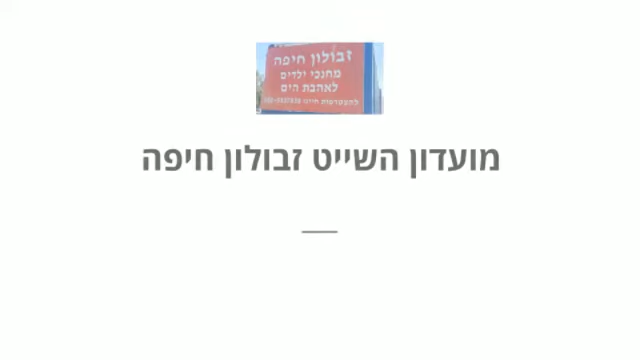 זבולון חיפה
מחנכי ילדים
לאהבת הים
מועדון השייט זבולון חיפה